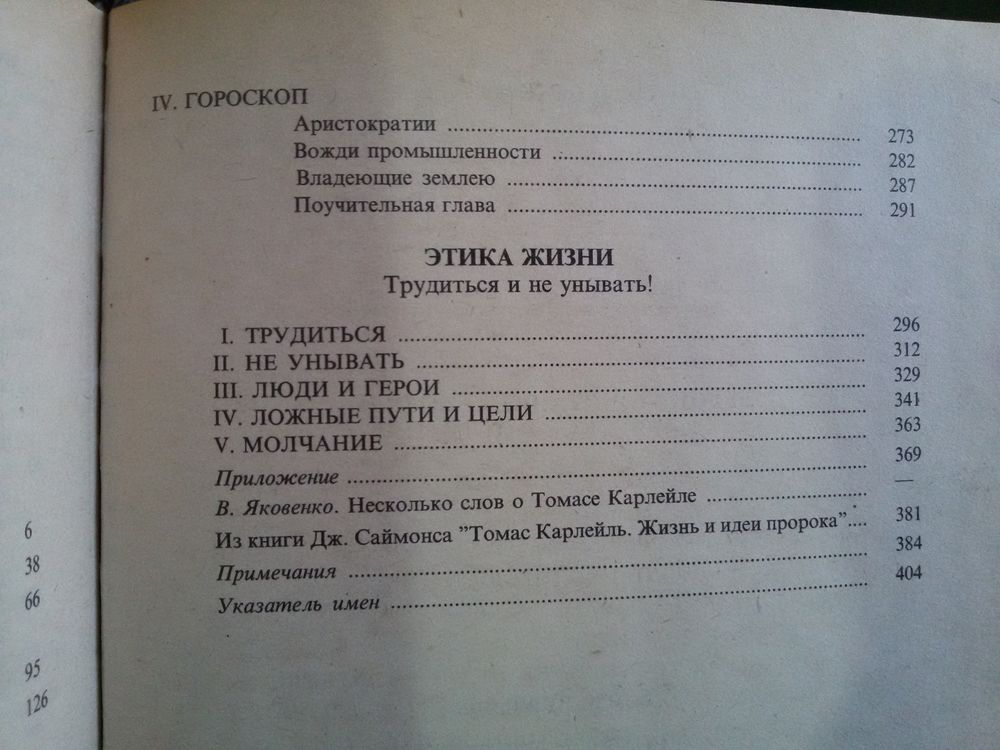 IV. ГОРОСКОП
Аристократии 273
Вожди промышленности 282
Владеющие землею 287
Поучительная глава 291
ЭТИКА ЖИЗНИ
Трудиться и не унывать!
I. ТРУДИТЬСЯ 296
II. НЕ УНЫВАТЬ 312
III. ЛЮДИ И ГЕРОИ 329
IV. ЛОЖНЫЕ ПУТИ И ЦЕЛИ 341
V. МОЛЧАНИЕ 363
Приложение 369
В. Яковенко. Несколько слов о Томасе Карлейле —
Из книги Дж. Саймонса "Томас Карлейль. Жизнь и идеи пророка" 381
Примечания 384
Указатель имен 404
6
38
66
95
126